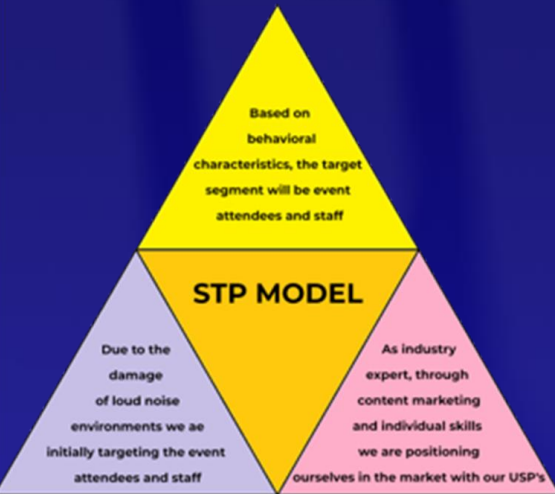 Based on
behavioral
characteristics, the target
segment will be event
attendees and staff
STP MODEL
Due to the
damage
of loud noise
environments we ae
initially targeting the event
attendees and staff
As industry
expert, through
content marketing
and individual skills
we are positioning
ourselves in the market with our USP's